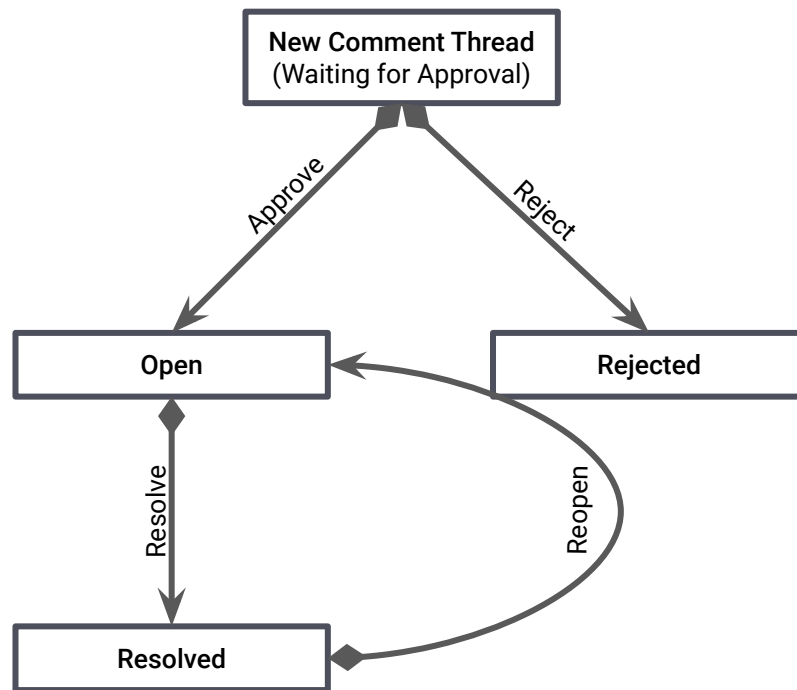 New Comment Thread
(Waiting for Approval)
Approve
Reject
Open
Rejected
Resolve
Reopen
Resolved